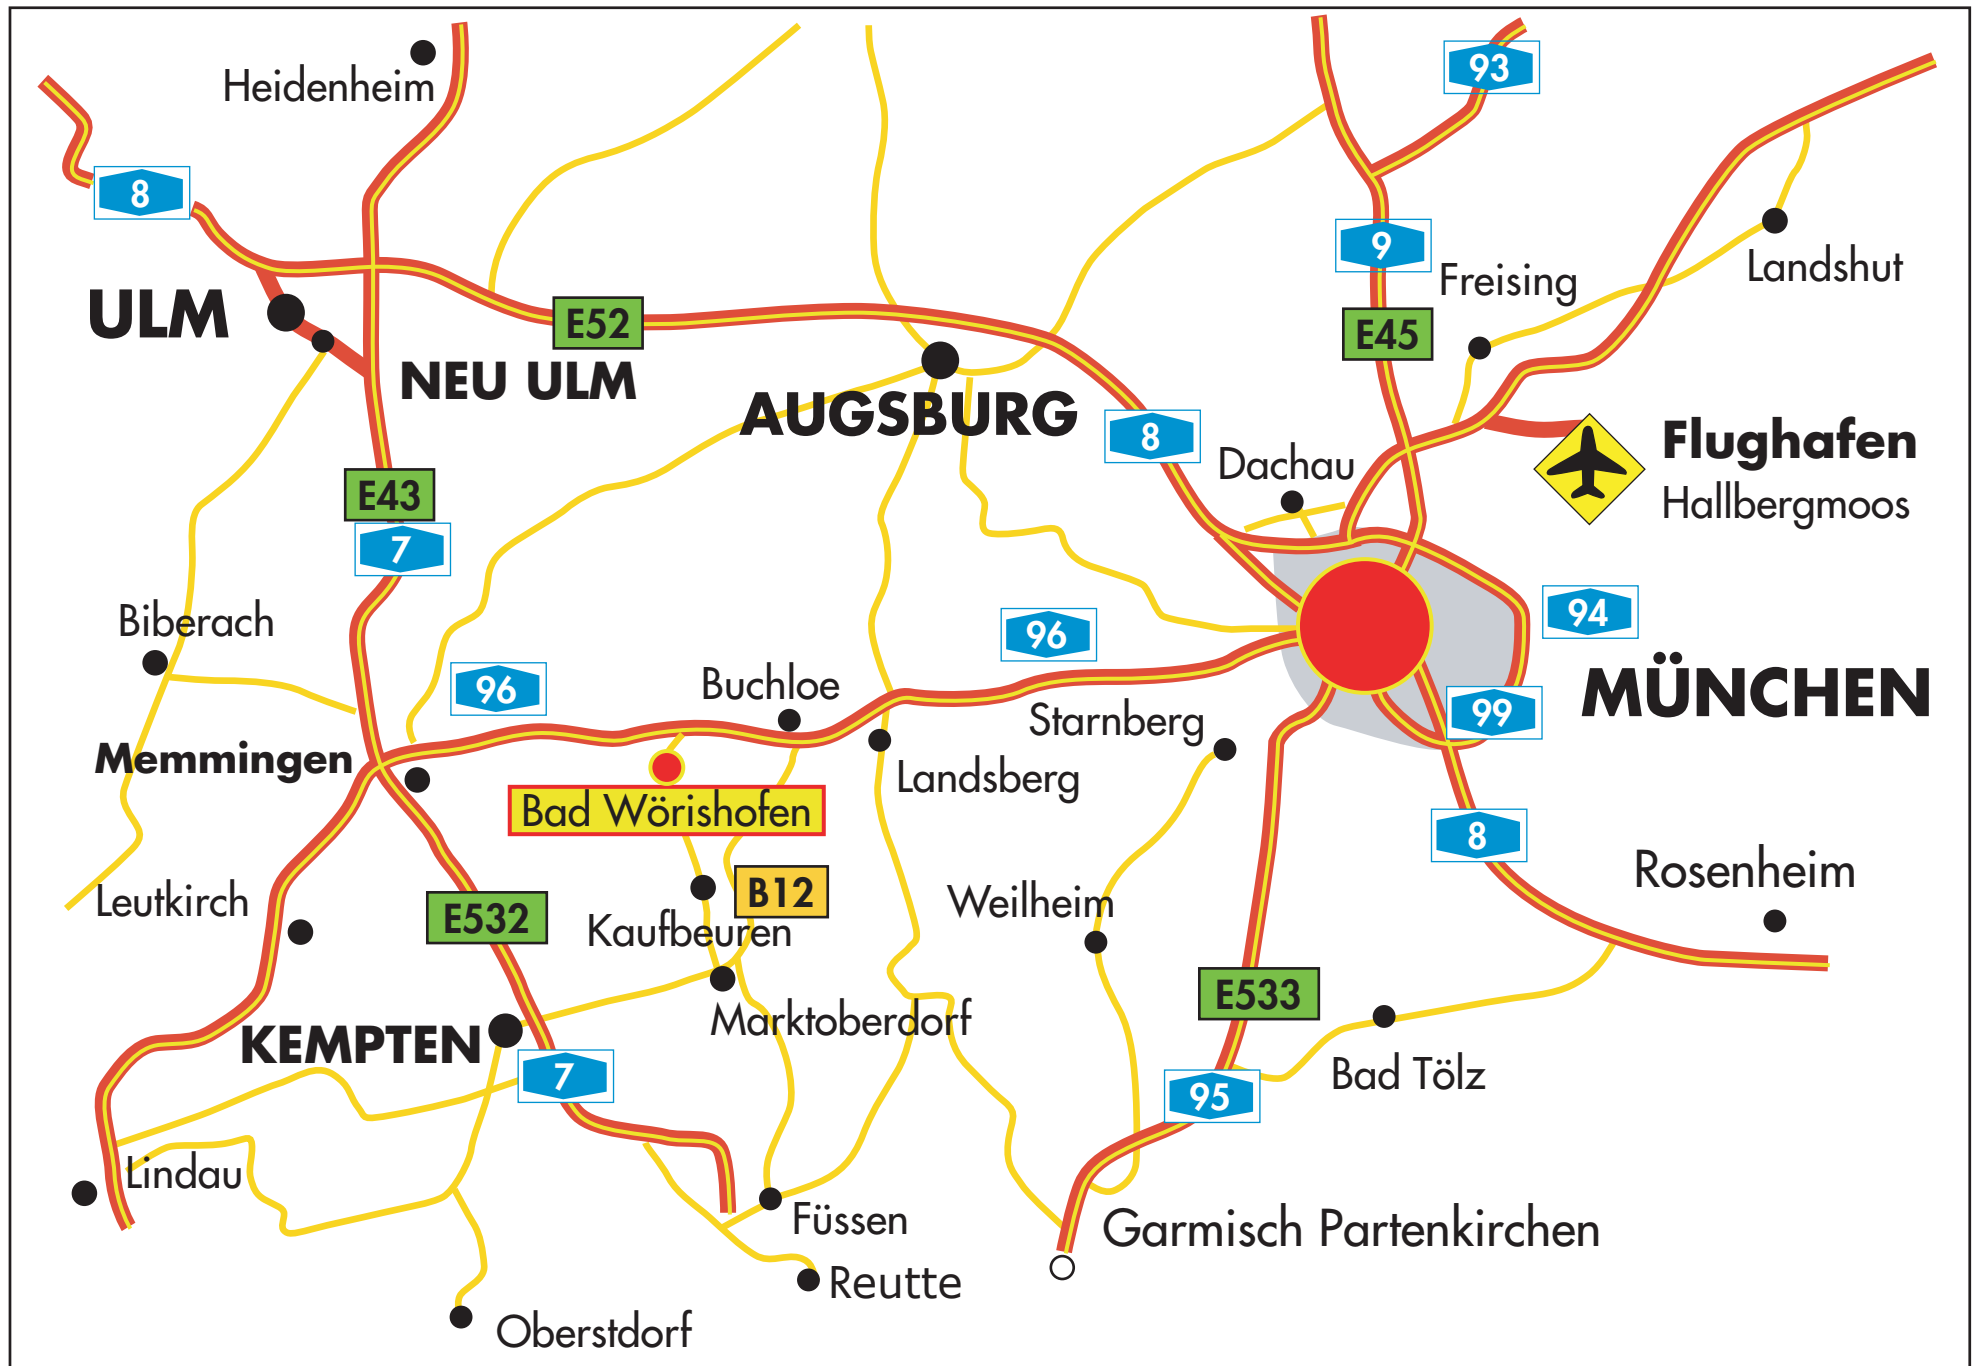 Heidenheim
93
8
9
Freising
Landshut
ULM
E52
E45
NEU ULM
AUGSBURG
8
Dachau
Flughafen
Hallbergmoos
E43
7
Biberach
96
94
96
Buchloe
MÜNCHEN
Starnberg
99
Memmingen
Landsberg
Bad Wörishofen
8
Rosenheim
Leutkirch
E532
B12
Kaufbeuren
Weilheim
E533
Marktoberdorf
KEMPTEN
7
Bad Tölz
95
Lindau
Füssen
Garmisch Partenkirchen
Reutte
Oberstdorf